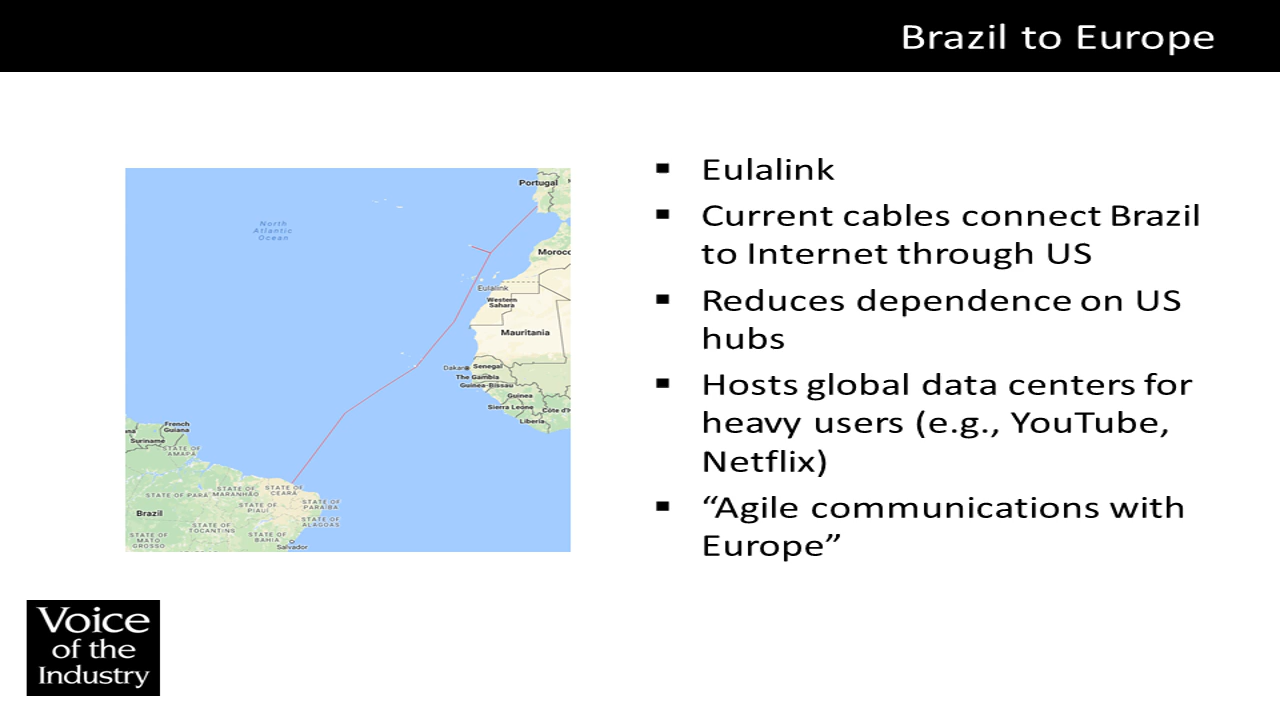 Brazil to Europe
▪ Eulalink
▪ Current cables connect Brazil
to Internet through US
▪ Reduces dependence on US
hubs
▪ Hosts global data centers for
heavy users (e.g., YouTube,
Netflix)
▪ “Agile communications with
Europe”
Portugal
North
Atlantic
Ocean
Moroc
Eulalink
Western
Sahara
Mauritania
Dakar
Senegal
The Gambia
Guinea-Bissau
Guinea
Sierra Leone
Côte d'I
Liberia
French
Guiana
Suriname
STATE OF
AMAPÁ
STATE OF PARÁ
STATE OF
MARANHÃO
STATE OF
CEARÁ
STATE OF
PIAUÍ
STATE OF
PARAÍBA
STATE OF
ALAGOAS
Brazil
STATE OF
TOCANTINS
STATE OF
BAHIA
STATE OF
MATO
GROSSO
Salvador
Voice
of the
Industry